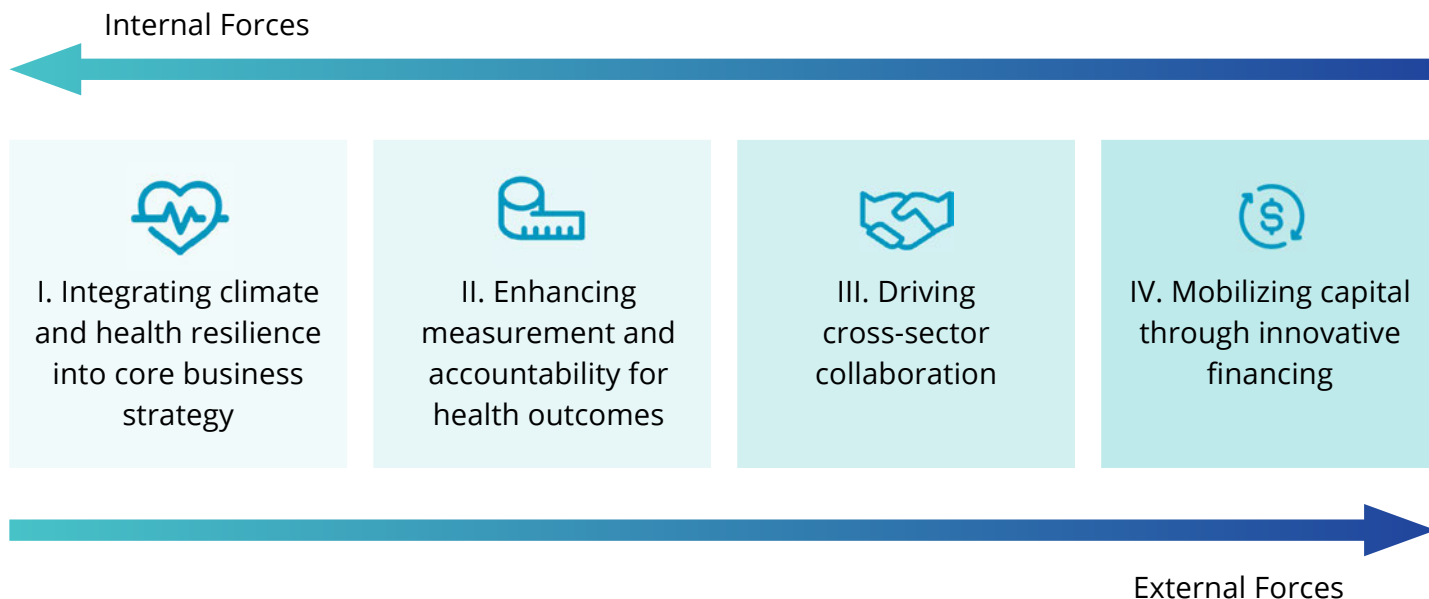 Internal Forces
I. Integrating climate
and health resilience
into core business
strategy
II. Enhancing
measurement and
accountability for
health outcomes
III. Driving
cross-sector
collaboration
$
IV. Mobilizing capital
through innovative
financing
External Forces